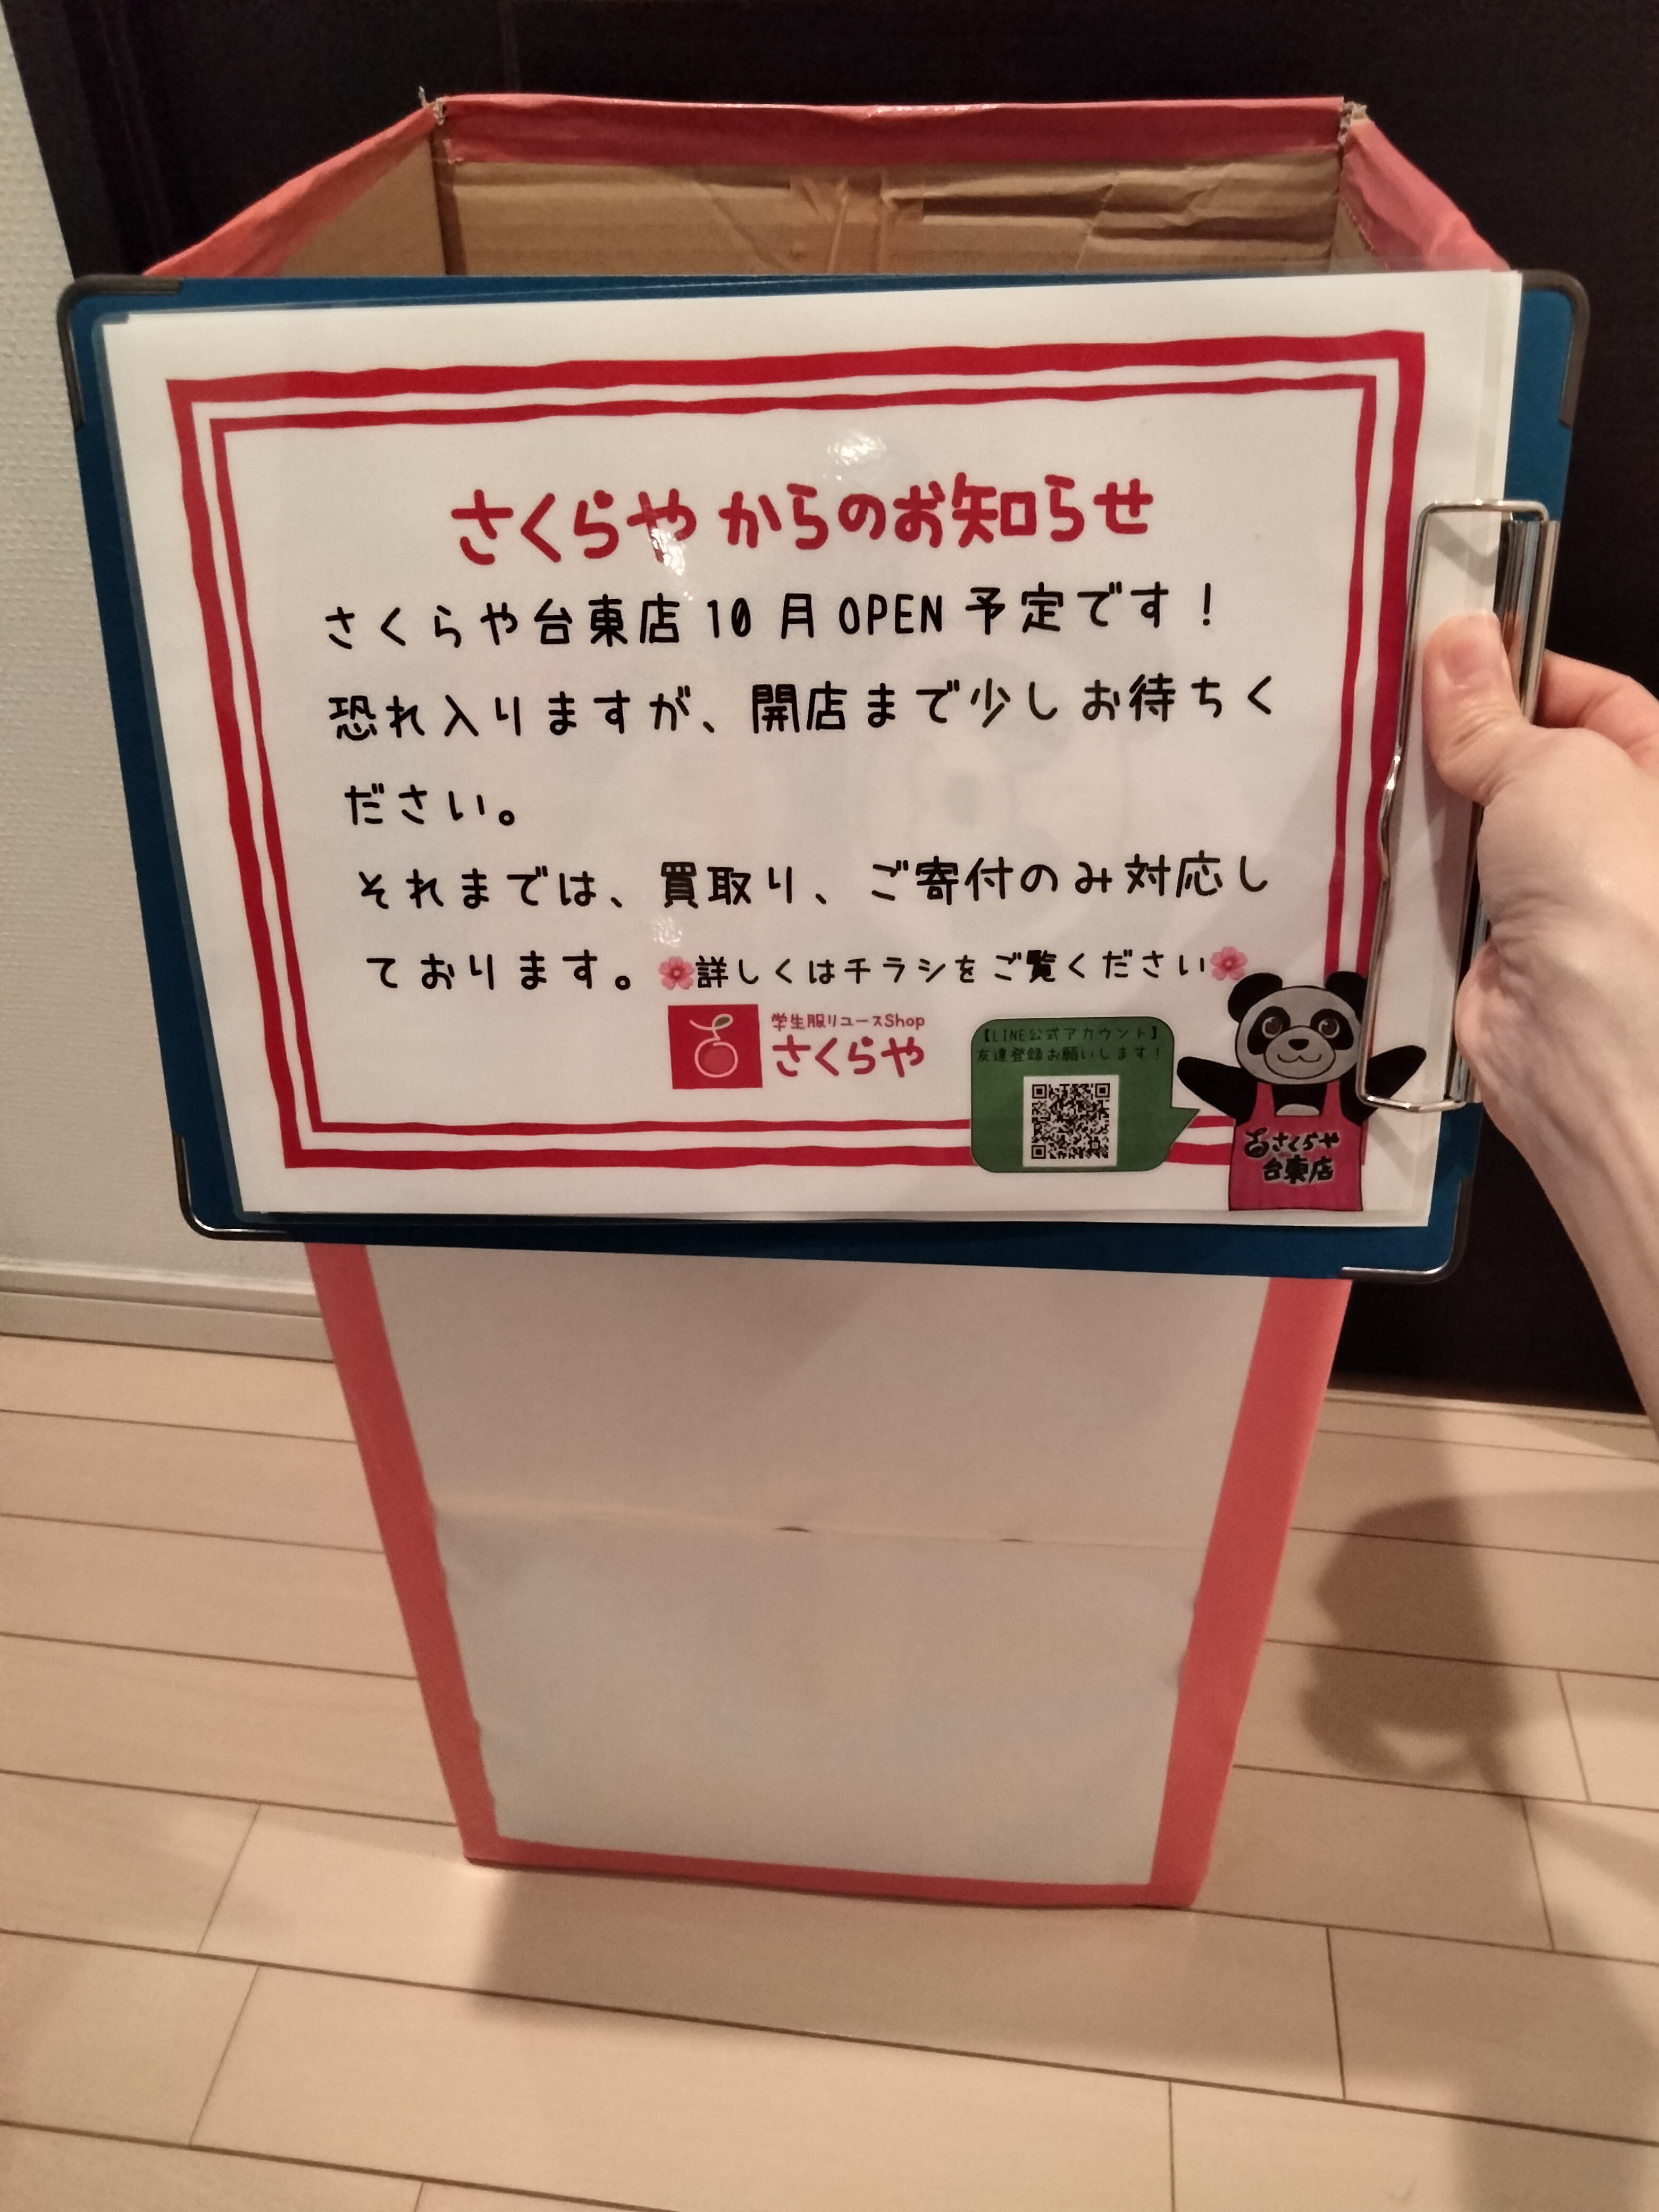 さくらやからのお知らせ
さくらや台東店10月OPEN予定です！
恐れ入りますが、開店まで少しお待ちく
ださい。
それまでは、買取り、ご寄付のみ対応し
ております。🌸詳しくはチラシをご覧ください🌸
学生服リユースShop
さくらや
【LINE公式アカウント】
友達登録お願いします！
さくらや
台東店